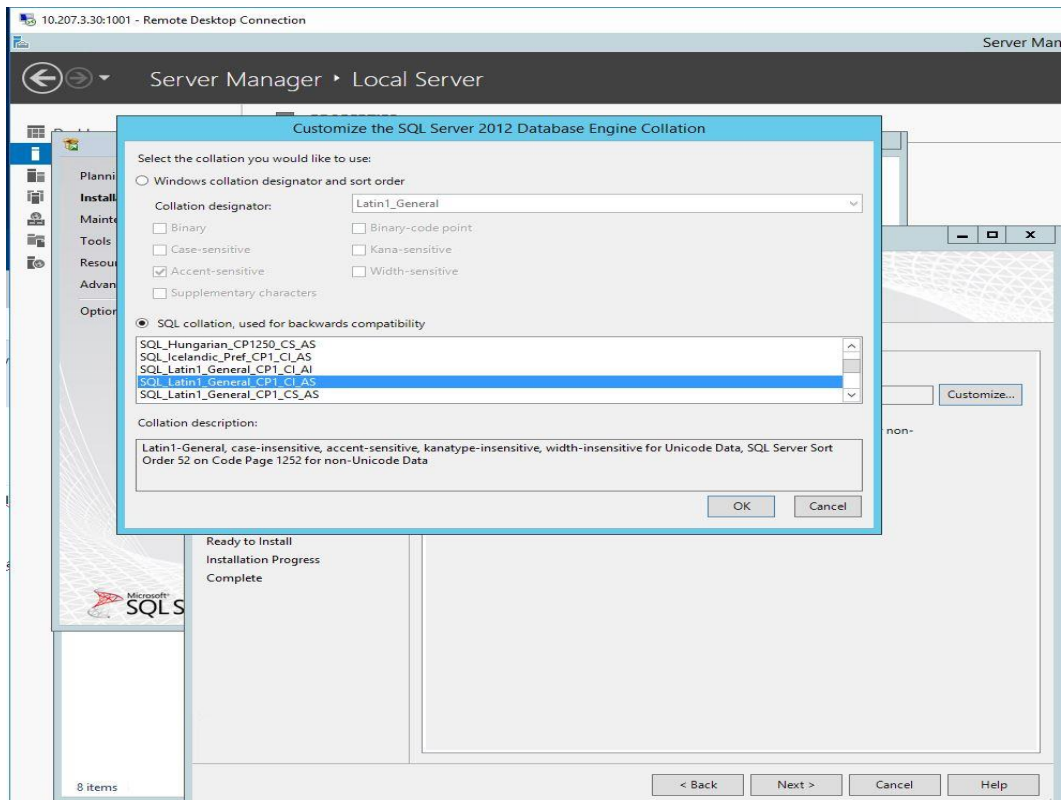 10.207.3.30:1001 - Remote Desktop Connection
Server Man
Server Manager • Local Server
Customize the SQL Server 2012 Database Engine Collation
Select the collation you would like to use:
Windows collation designator and sort order
Collation designator: Latin1_General
Binary Binary-code point
Case-sensitive Kana-sensitive
Accent-sensitive Width-sensitive
Supplementary characters
SQL collation, used for backwards compatibility
SQL_Hungarian_CP1250_CS_AS
SQL_Icelandic_Pref_CP1_CI_AS
SQL_Latin1_General_CP1_CI_AI
SQL_Latin1_General_CP1_CI_AS
SQL_Latin1_General_CP1_CS_AS
Collation description:
Latin1-General, case-insensitive, accent-sensitive, kanatype-insensitive, width-insensitive for Unicode Data, SQL Server Sort
Order 52 on Code Page 1252 for non-Unicode Data
OK Cancel
Planni
Install
Mainte
Tools
Resou
Advan
Option
Customize...
non-
Ready to Install
Installation Progress
Complete
Microsoft
SQL S
8 items
< Back Next > Cancel Help